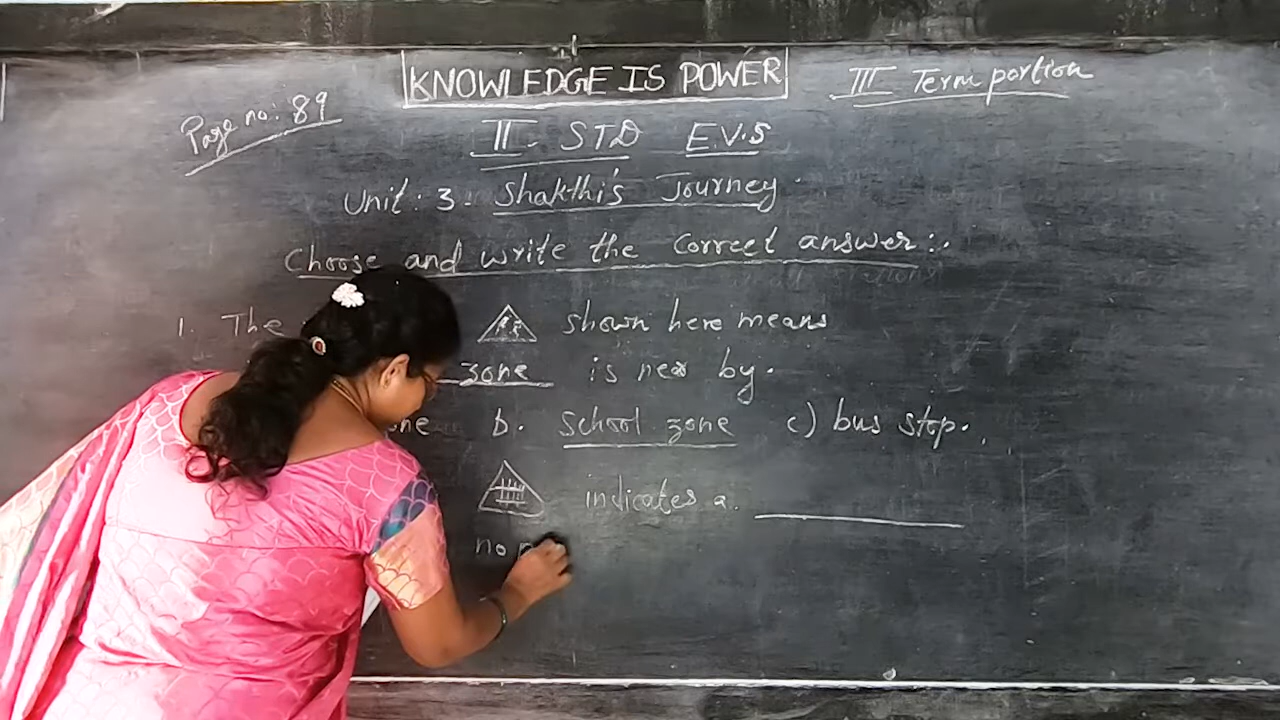 KNOWLEDGE IS POWER
III Term portion
Page no: 89
II - STD E.V.S
Unit: 3. Shakthi's Journey
Choose and write the correct answer:
1. The shown here means
zone is near by.
one b. School zone c) bus stop.
indicates a.
no